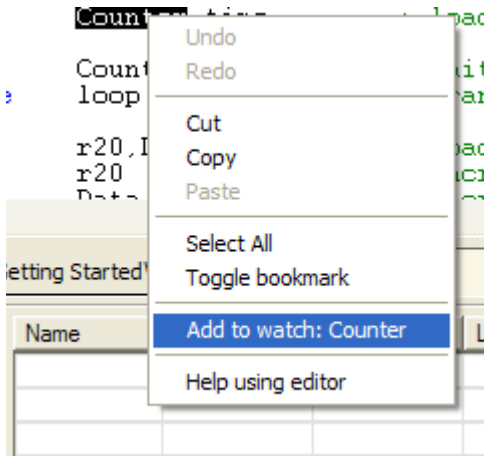 Counter
Undo
Count
Redo
loop
Cut
r20,
Copy
r20
Paste
Select All
etting Started
Toggle bookmark
Name
Add to watch: Counter
L
Help using editor